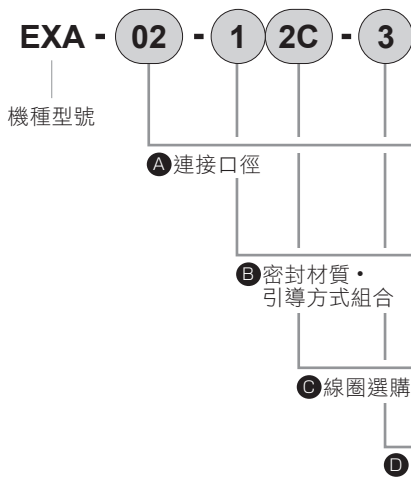 EXA - 02 - 1 2C - 3
機種型號
A 連接口徑
B 密封材質・
引導方式組合
C 線圈選購
D